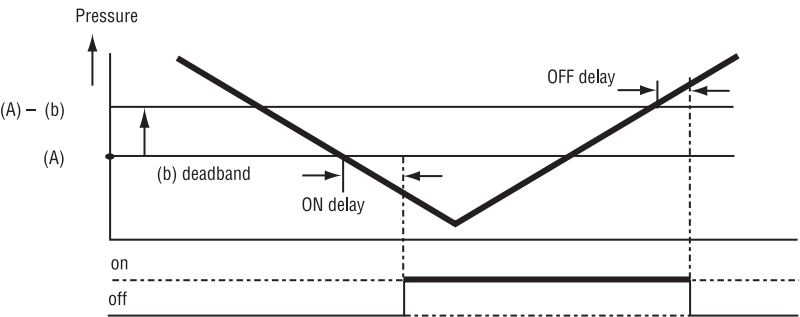 Pressure
OFF delay
(A) – (b)
(A)
(b) deadband
ON delay
on
off